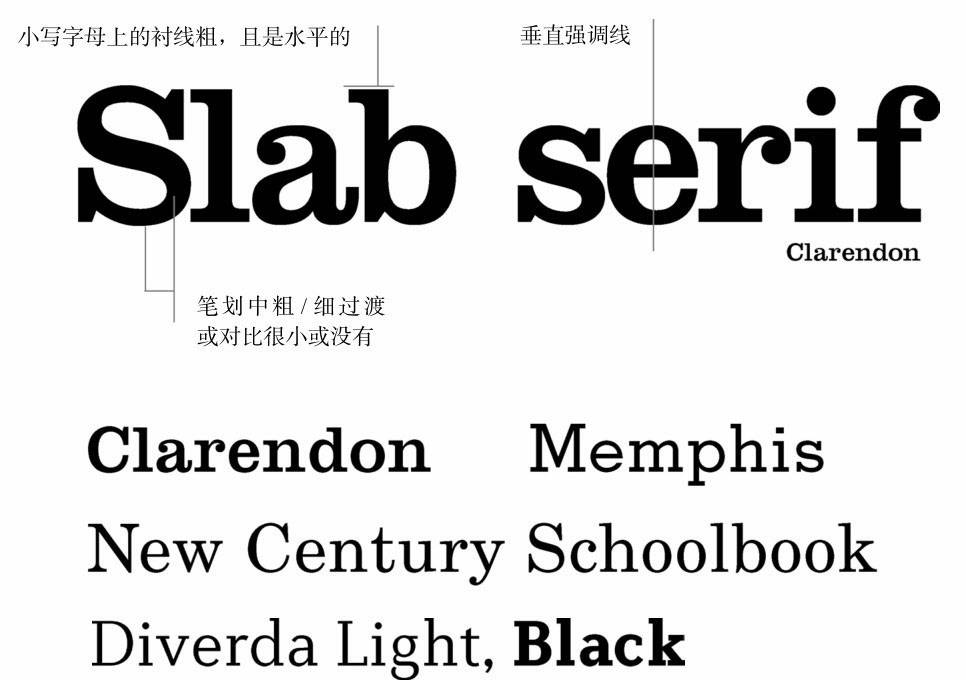 小写字母上的衬线粗，且是水平的
垂直强调线
Slab serif
Clarendon
笔划中粗/细过渡
或对比很小或没有
Clarendon
Memphis
New Century Schoolbook
Diverda Light, Black